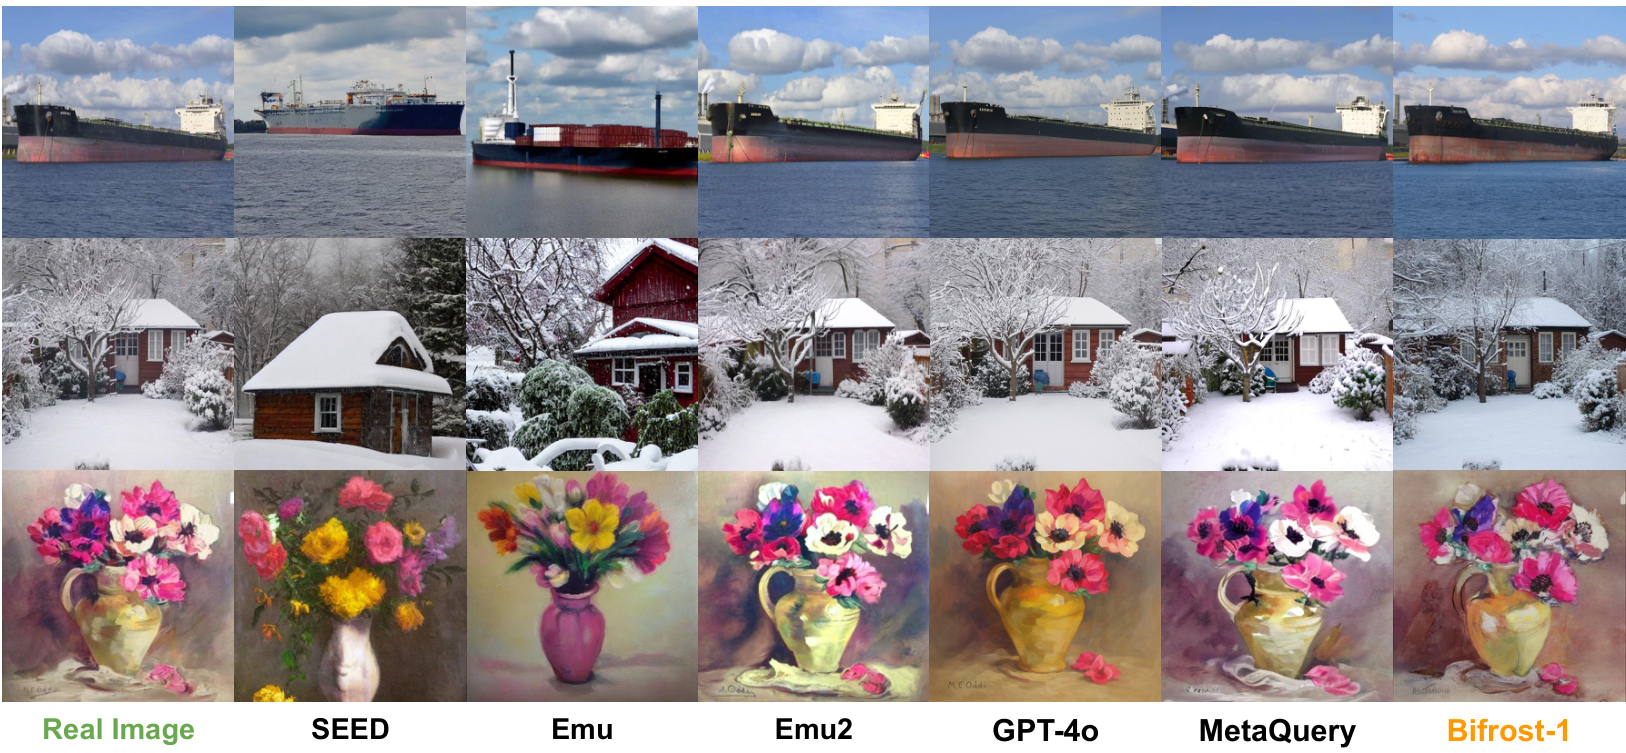 Real Image
SEED
Emu
Emu2
GPT-4o
MetaQuery
Bifrost-1